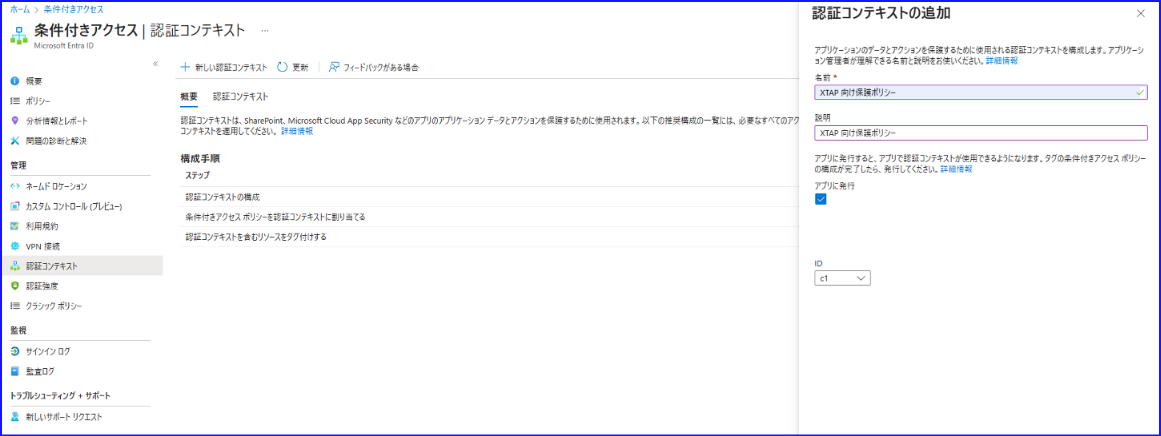 ホーム > 条件付きアクセス
条件付きアクセス | 認証コンテキスト ...
Microsoft Entra ID
«
概要
ポリシー
分析情報とレポート
問題の診断と解決
管理
ネームド ロケーション
カスタム コントロール (プレビュー)
利用規約
VPN 接続
認証コンテキスト
認証強度
クラシック ポリシー
監視
サインイン ログ
監査ログ
トラブルシューティング + サポート
新しいサポート リクエスト
+ 新しい認証コンテキスト 更新 フィードバックがある場合
概要 認証コンテキスト
認証コンテキストは、SharePoint、Microsoft Cloud App Security などのアプリのアプリケーション データとアクションを保護するために使用されます。以下の推奨構成の一覧には、必要なすべてのアク
コンテキストを適用してください。 詳細情報
構成手順
ステップ
認証コンテキストの構成
条件付きアクセス ポリシーを認証コンテキストに割り当てる
認証コンテキストを含むリソースをタグ付けする
認証コンテキストの追加
アプリケーションのデータとアクションを保護するために使用される認証コンテキストを構成します。アプリケーシ
ョン管理者が理解できる名前と説明をお使いください。詳細情報
名前 *
XTAP 向け保護ポリシー
説明
XTAP 向け保護ポリシー
アプリに発行すると、アプリで認証コンテキストが使用できるようになります。タグの条件付きアクセス ポリシー
の構成が完了したら、発行してください。詳細情報
アプリに発行
ID
c1